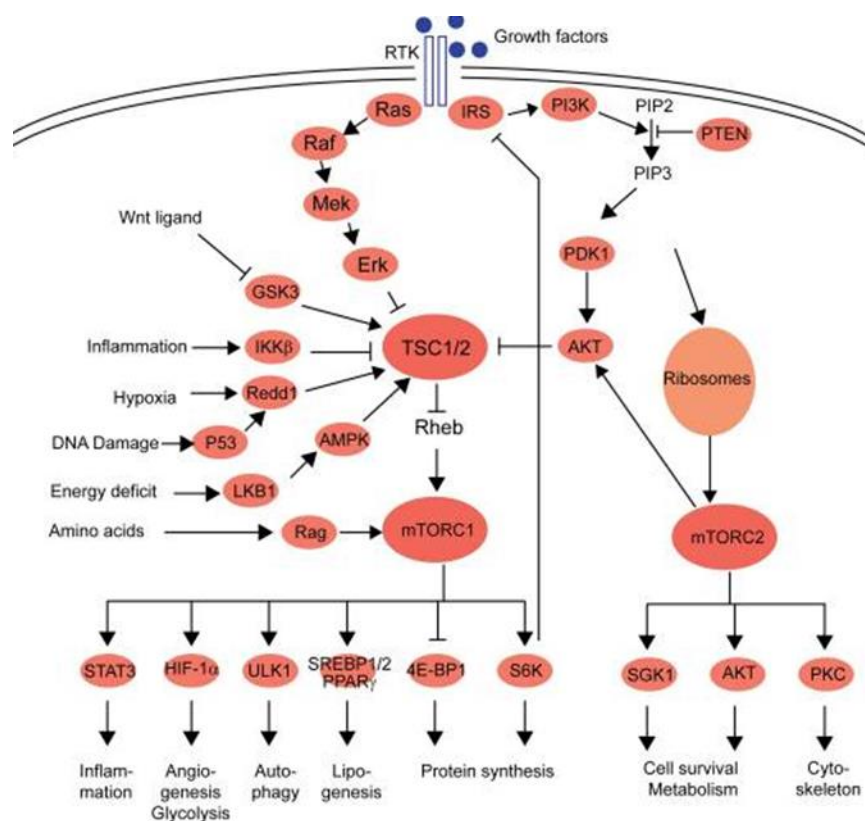 Growth factors
RTK
Ras
IRS
PI3K
PIP2
PTEN
Raf
PIP3
Mek
Wnt ligand
Erk
PDK1
GSK3
TSC1/2
AKT
Inflammation
IKKβ
Ribosomes
Hypoxia
Redd1
Rheb
DNA Damage
P53
AMPK
Energy deficit
LKB1
Amino acids
Rag
mTORC1
mTORC2
STAT3
HIF-1α
ULK1
SREBP1/2
PPARγ
4E-BP1
S6K
SGK1
AKT
PKC
Inflam-
mation
Angio-
genesis
Glycolysis
Auto-
phagy
Lipo-
genesis
Protein synthesis
Cell survival
Metabolism
Cyto-
skeleton